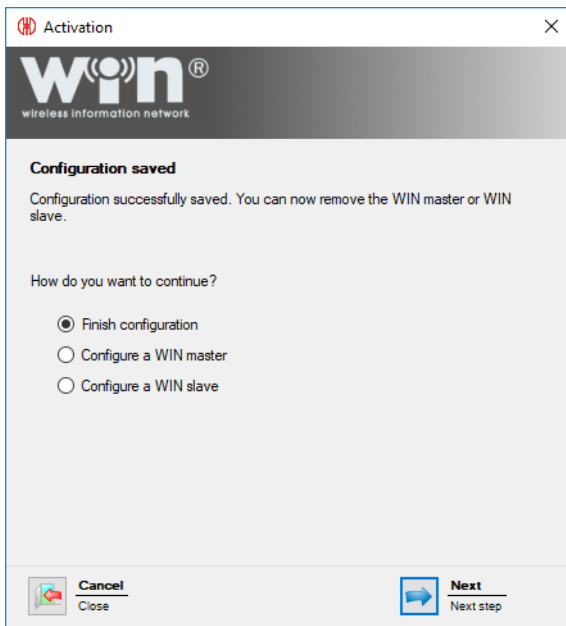 Activation
WIN®
wireless information network
Configuration saved
Configuration successfully saved. You can now remove the WIN master or WIN
slave.
How do you want to continue?
Finish configuration
Configure a WIN master
Configure a WIN slave
Cancel
Close
Next
Next step